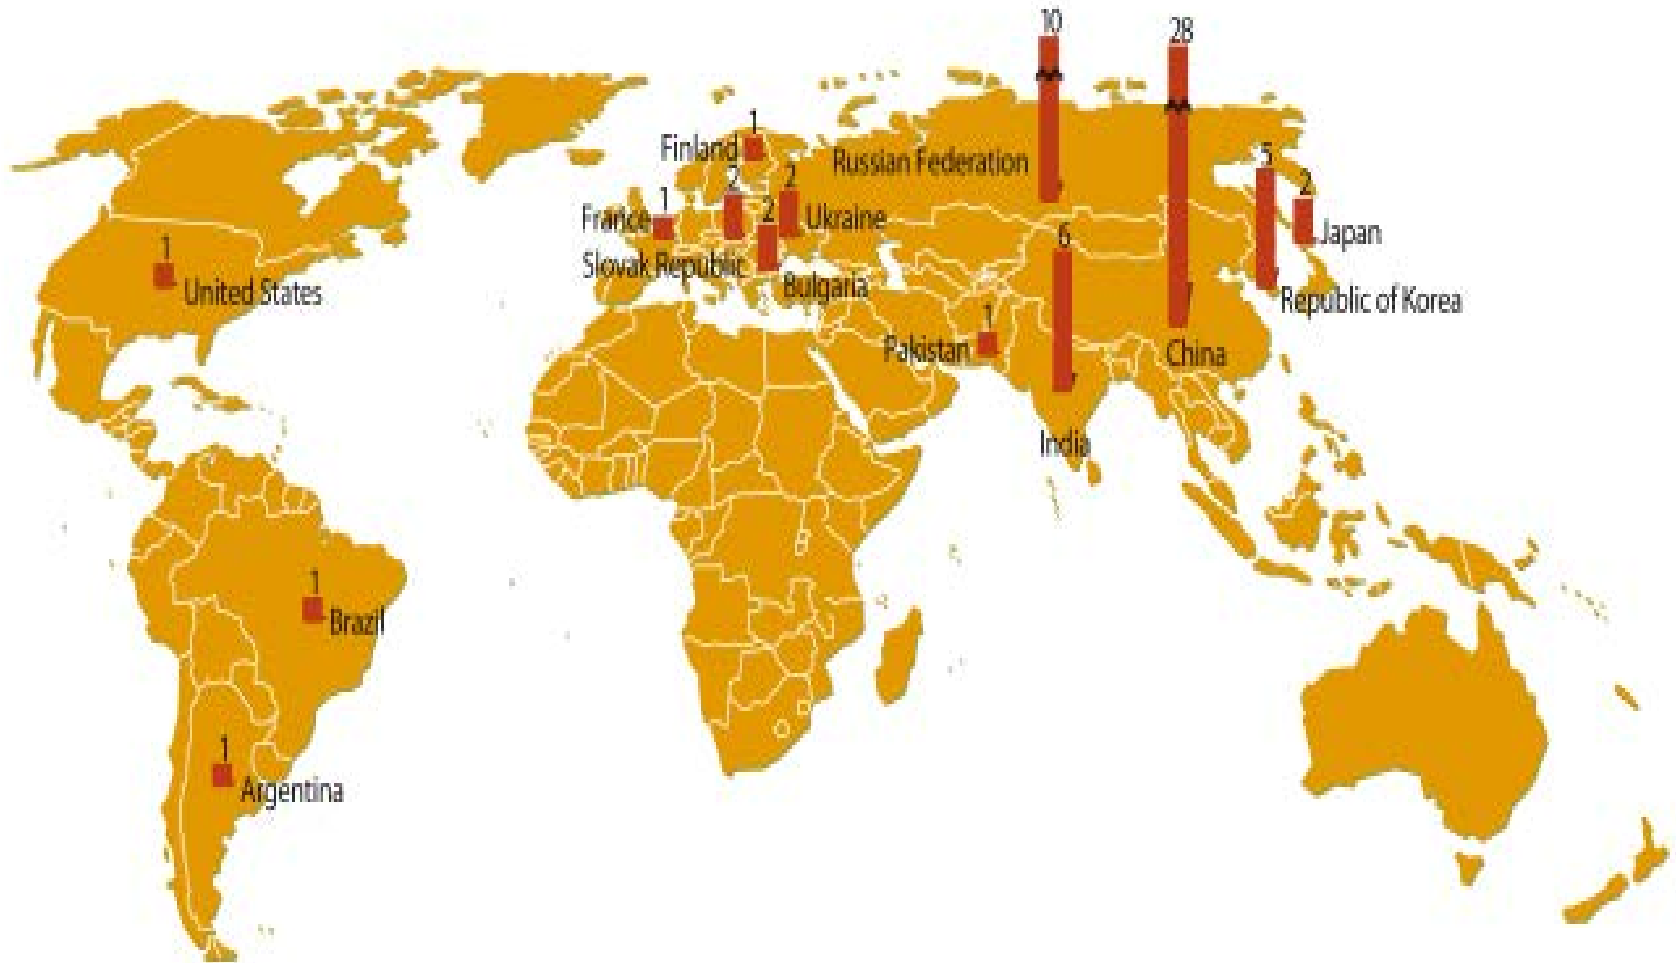 10
28
1
Finland
Russian Federation
5
2
2
2
1
France
2
Ukraine
Japan
6
1
United States
Slovak Republic
Bulgaria
Republic of Korea
1
Pakistan
China
India
1
Brazil
1
Argentina